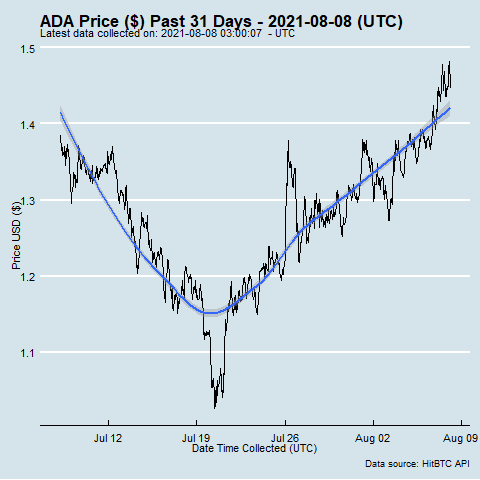 ADA Price ($) Past 31 Days - 2021-08-08 (UTC)
Latest data collected on: 2021-08-08 03:00:07  - UTC
1.5
1.4
1.3
1.2
1.1
Price USD ($)
Jul 12
Jul 19
Jul 26
Aug 02
Aug 09
Date Time Collected (UTC)
Data source: HitBTC API